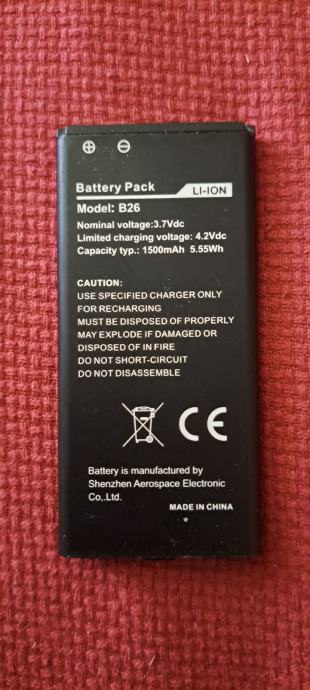 ⊕ ⊖
Battery Pack LI-ION
Model: B26
Nominal voltage:3.7Vdc
Limited charging voltage: 4.2Vdc
Capacity typ.: 1500mAh 5.55Wh
CAUTION:
USE SPECIFIED CHARGER ONLY
FOR RECHARGING
MUST BE DISPOSED OF PROPERLY
MAY EXPLODE IF DAMAGED OR
DISPOSED OF IN FIRE
DO NOT SHORT-CIRCUIT
DO NOT DISASSEMBLE
CE
Battery is manufactured by
Shenzhen Aerospace Electronic
Co,.Ltd.
MADE IN CHINA